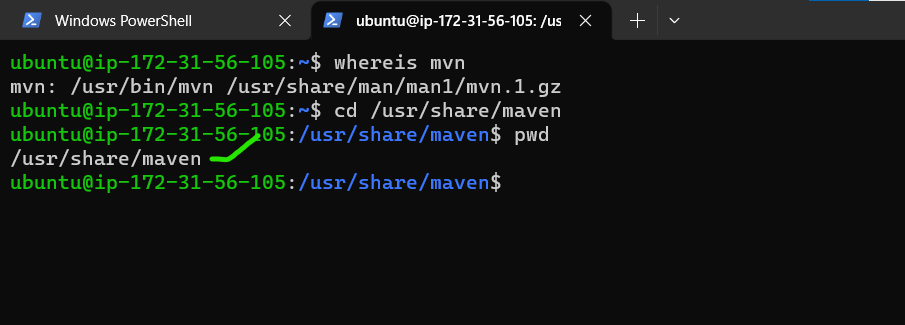 Windows PowerShell
ubuntu@ip-172-31-56-105: /us
ubuntu@ip-172-31-56-105:~$ whereis mvn
mvn: /usr/bin/mvn /usr/share/man/man1/mvn.1.gz
ubuntu@ip-172-31-56-105:~$ cd /usr/share/maven
ubuntu@ip-172-31-56-105:/usr/share/maven$ pwd
/usr/share/maven
ubuntu@ip-172-31-56-105:/usr/share/maven$